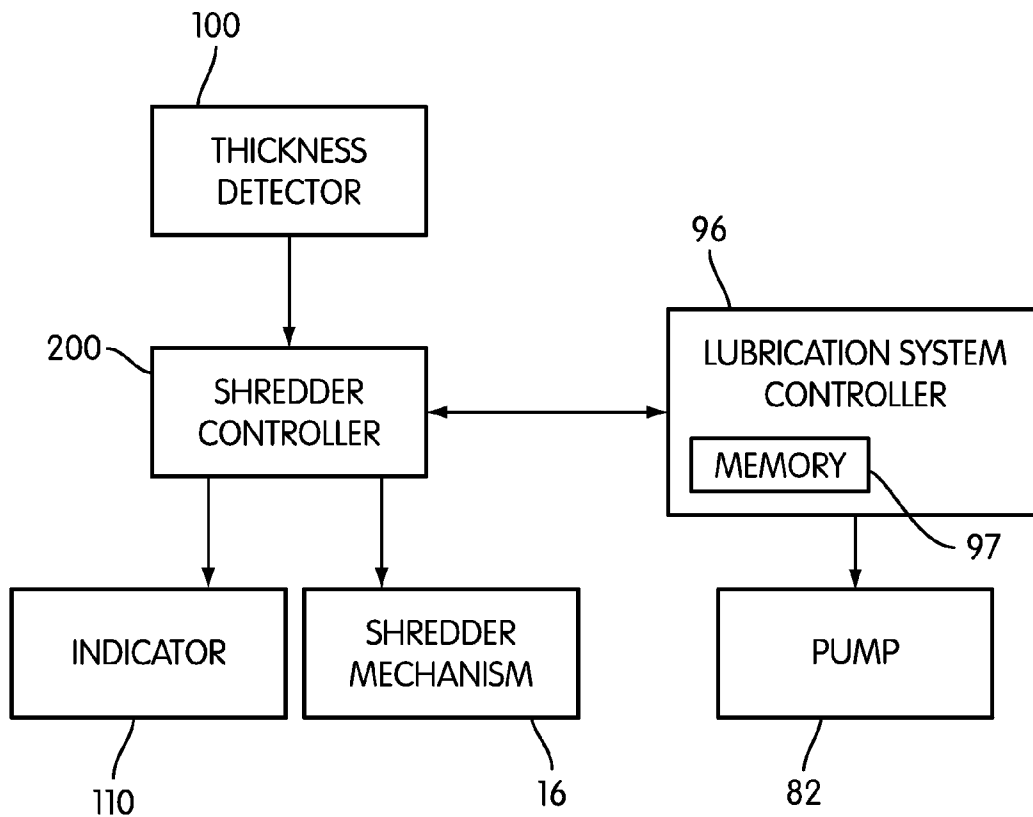 100
THICKNESS
DETECTOR
96
200
SHREDDER
CONTROLLER
LUBRICATION SYSTEM
CONTROLLER
MEMORY
97
INDICATOR
SHREDDER
MECHANISM
PUMP
110
16
82